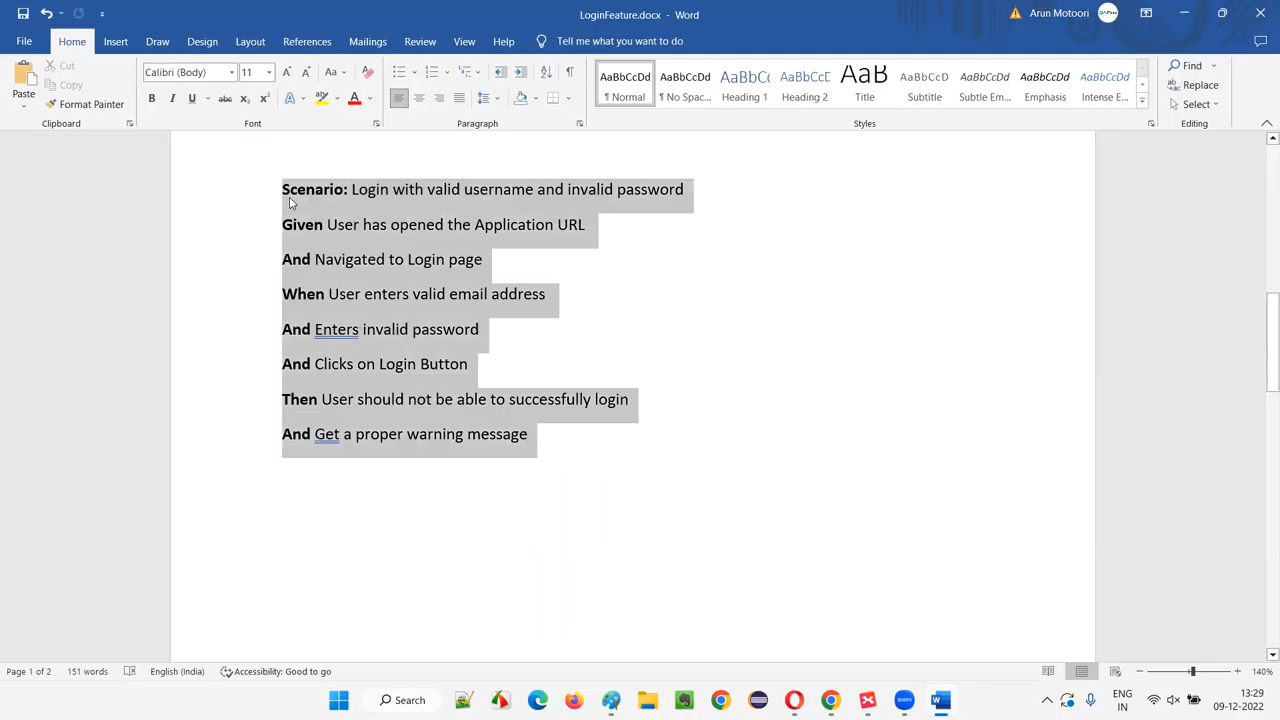 LoginFeature.docx - Word
Arun Motoori
File Home Insert Draw Design Layout References Mailings Review View Help Tell me what you want to do
Paste
Cut
Copy
Format Painter
Clipboard
Calibri (Body) 11
Font
Paragraph
AaBbCcDd AaBbCcDd AaBbCc AaBbCcE AaB AaBbCcDd AaBbCcDd AaBbCcDd AaBbCcDd
¶ Normal ¶ No Spac... Heading 1 Heading 2 Title Subtitle Subtle Em... Emphasis Intense E...
Styles
Find
Replace
Select
Editing
Scenario: Login with valid username and invalid password
Given User has opened the Application URL
And Navigated to Login page
When User enters valid email address
And Enters invalid password
And Clicks on Login Button
Then User should not be able to successfully login
And Get a proper warning message
Page 1 of 2 151 words English (India) Accessibility: Good to go 140%
Search
zoom
ENG
IN
13:29
09-12-2022